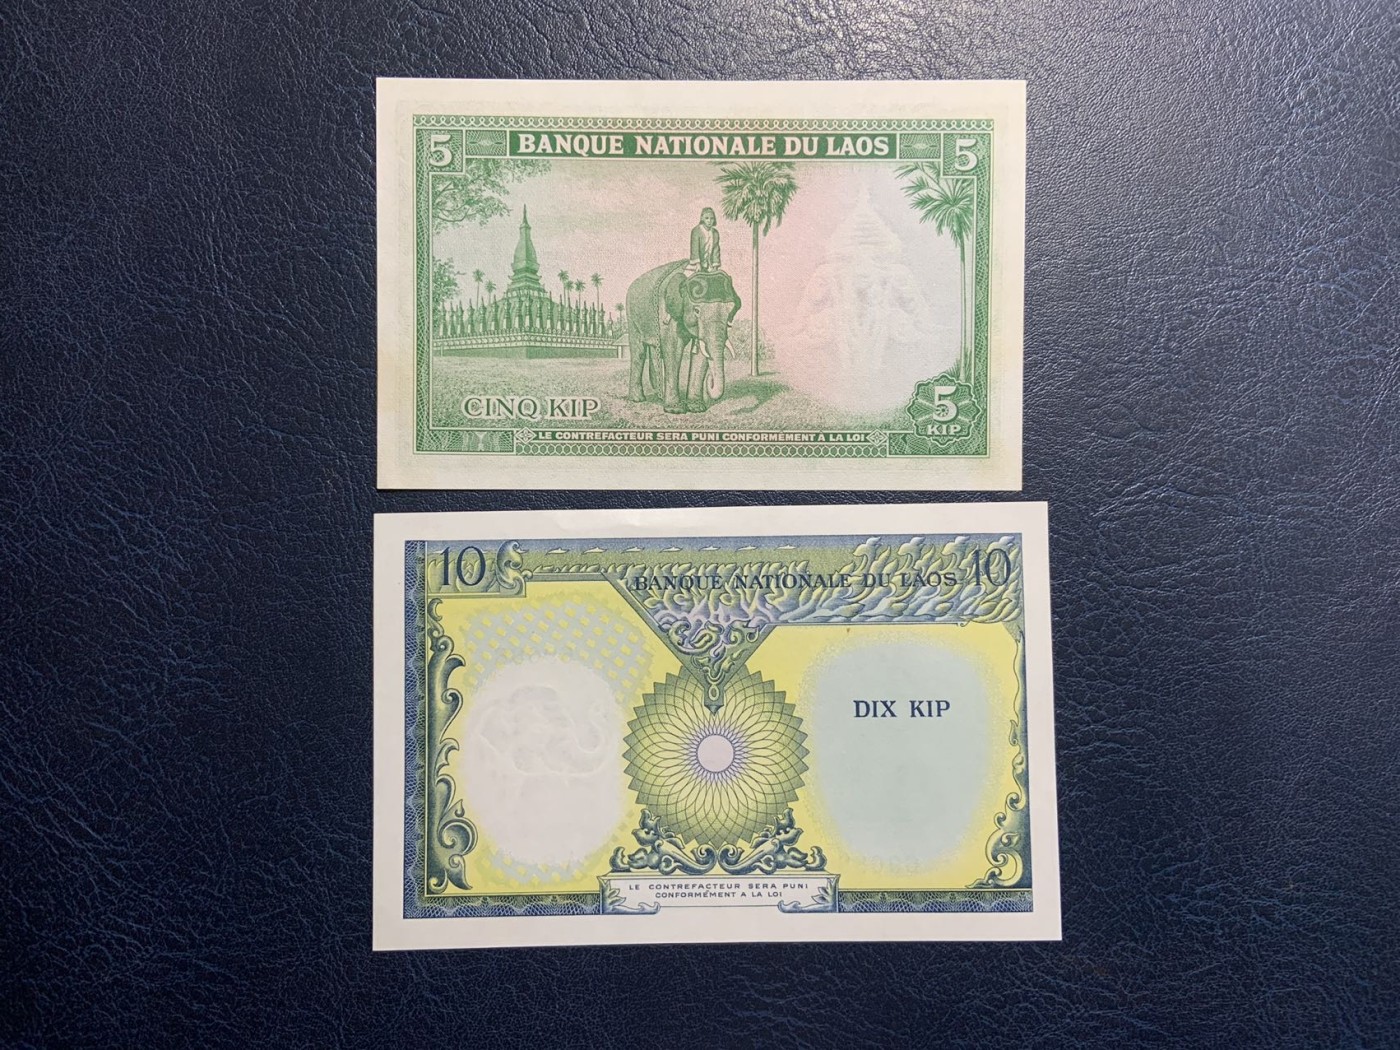 5 BANQUE NATIONALE DU LAOS 5
CINQ KIP
5
KIP
LE CONTREFACTEUR SERA PUNI CONFORMÉMENT A LA LOI
10 BANQUE NATIONALE DU LAOS 10
DIX KIP
LE CONTREFACTEUR SERA PUNI
CONFORMÉMENT A LA LOI